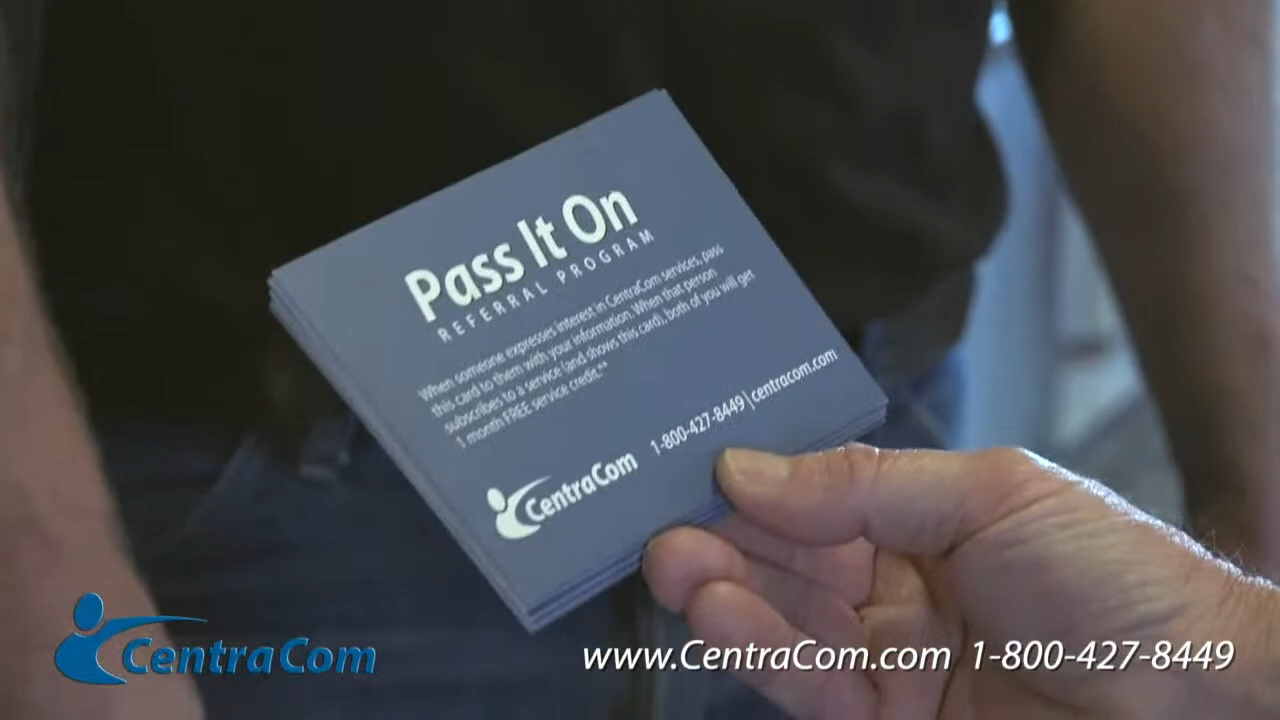 Pass It On
REFERRAL PROGRAM
When someone expresses interest in CentraCom services, pass
this card to them with your information. When that person
subscribes to a service (and shows this card), both of you will get
1 month FREE service credit.**
CentraCom 1-800-427-8449 | centracom.com
CentraCom www.CentraCom.com 1-800-427-8449